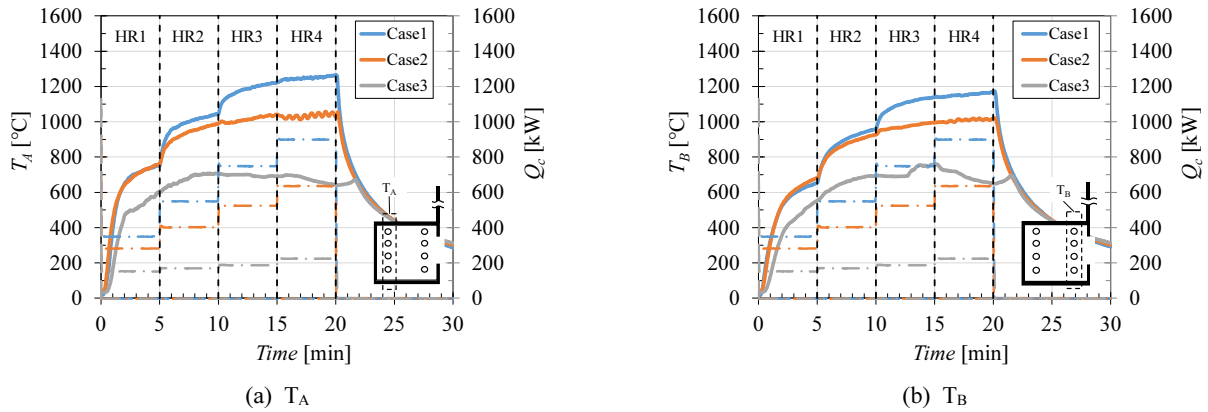 1600
1400
1200
1000
800
600
400
200
0
T_A [°C]
HR1 HR2 HR3 HR4
Case1
Case2
Case3
T_A
1600
1400
1200
1000
800
600
400
200
0
Q_c [kW]
0 5 10 15 20 25 30
Time [min]
(a) T_A
1600
1400
1200
1000
800
600
400
200
0
T_B [°C]
HR1 HR2 HR3 HR4
Case1
Case2
Case3
T_B
1600
1400
1200
1000
800
600
400
200
0
Q_c [kW]
0 5 10 15 20 25 30
Time [min]
(b) T_B